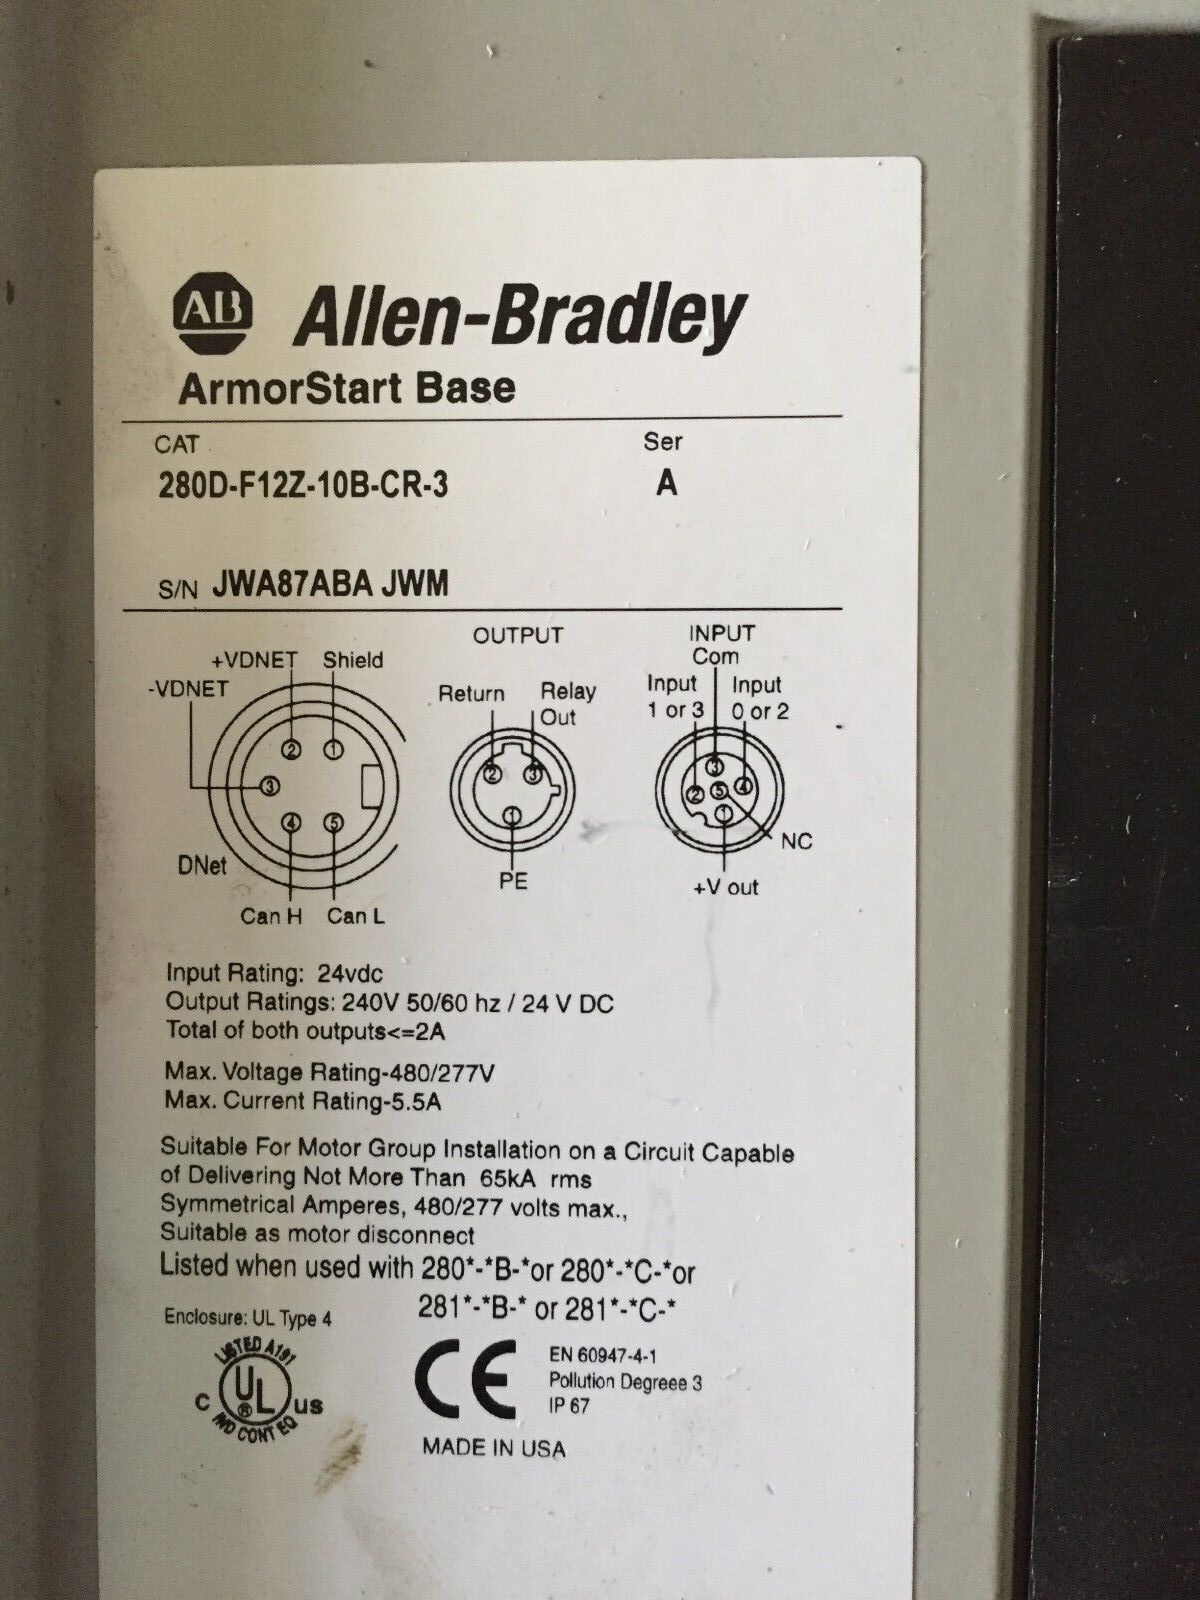 AB Allen-Bradley
ArmorStart Base
CAT Ser
280D-F12Z-10B-CR-3 A
S/N JWA87ABA JWM
+VDNET Shield
-VDNET
2 1
3
4 5
DNet
Can H Can L
OUTPUT
Return Relay
Out
2 3
1
PE
INPUT
Com
Input Input
1 or 3 0 or 2
3
2 5 4
1
NC
+V out
Input Rating: 24vdc
Output Ratings: 240V 50/60 hz / 24 V DC
Total of both outputs<=2A
Max. Voltage Rating-480/277V
Max. Current Rating-5.5A
Suitable For Motor Group Installation on a Circuit Capable
of Delivering Not More Than 65kA rms
Symmetrical Amperes, 480/277 volts max.,
Suitable as motor disconnect
Listed when used with 280*-*B-*or 280*-*C-*or
281*-*B-* or 281*-*C-*
Enclosure: UL Type 4
LISTED A191
C UL ® US
IND CONT EQ
CE
EN 60947-4-1
Pollution Degreee 3
IP 67
MADE IN USA